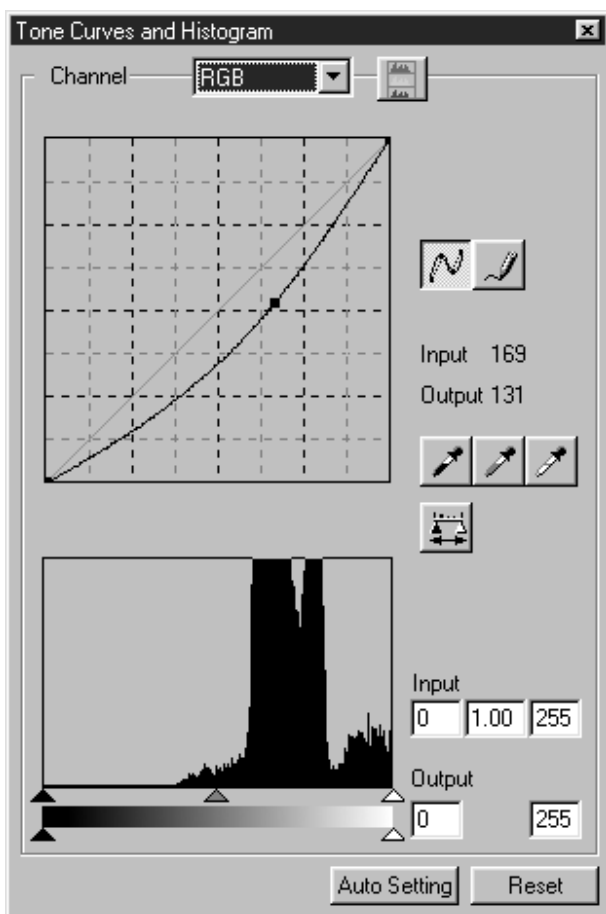 Tone Curves and Histogram
Channel RGB
Input 169
Output 131
Input
0 1.00 255
Output
0 255
Auto Setting Reset